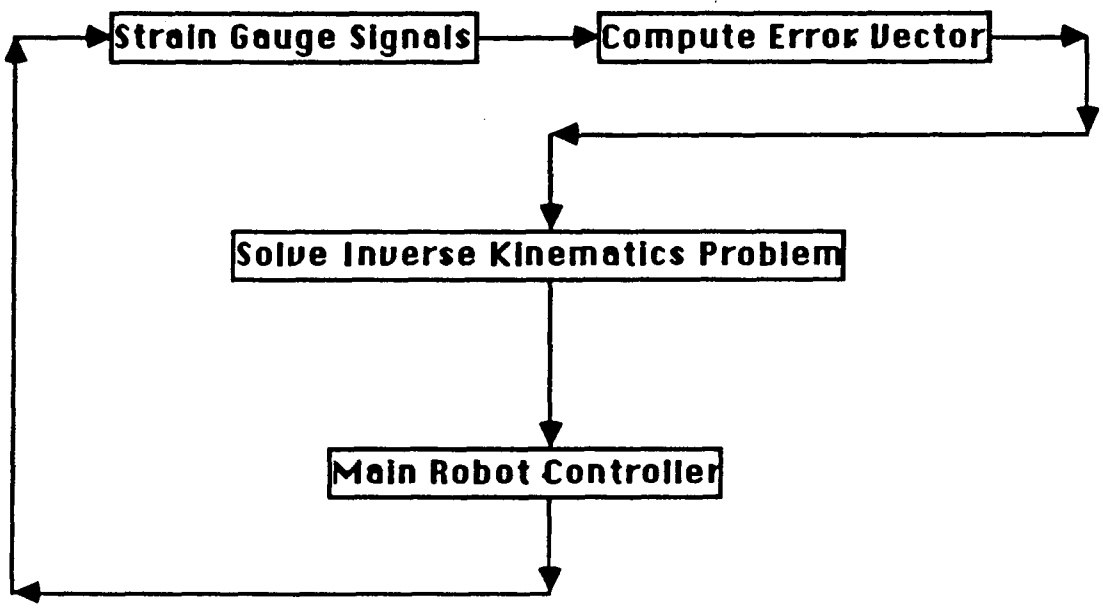 Strain Gauge Signals
Compute Error Vector
Solve Inverse Kinematics Problem
Main Robot Controller